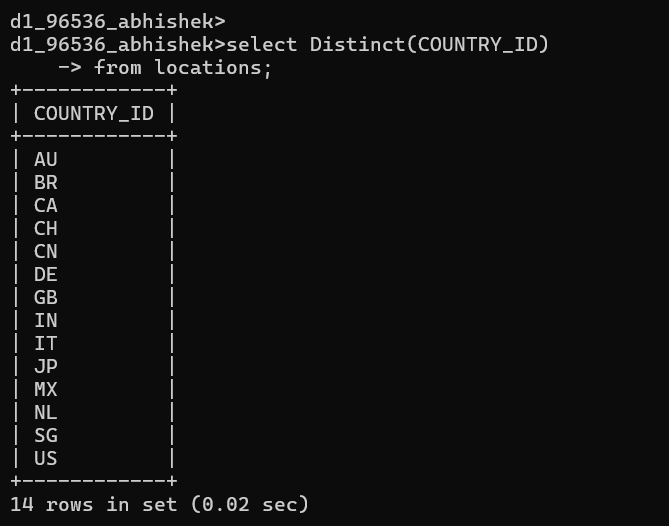 d1_96536_abhishek>
d1_96536_abhishek>select Distinct(COUNTRY_ID)
    -> from locations;
+------------+
| COUNTRY_ID |
+------------+
| AU         |
| BR         |
| CA         |
| CH         |
| CN         |
| DE         |
| GB         |
| IN         |
| IT         |
| JP         |
| MX         |
| NL         |
| SG         |
| US         |
+------------+
14 rows in set (0.02 sec)